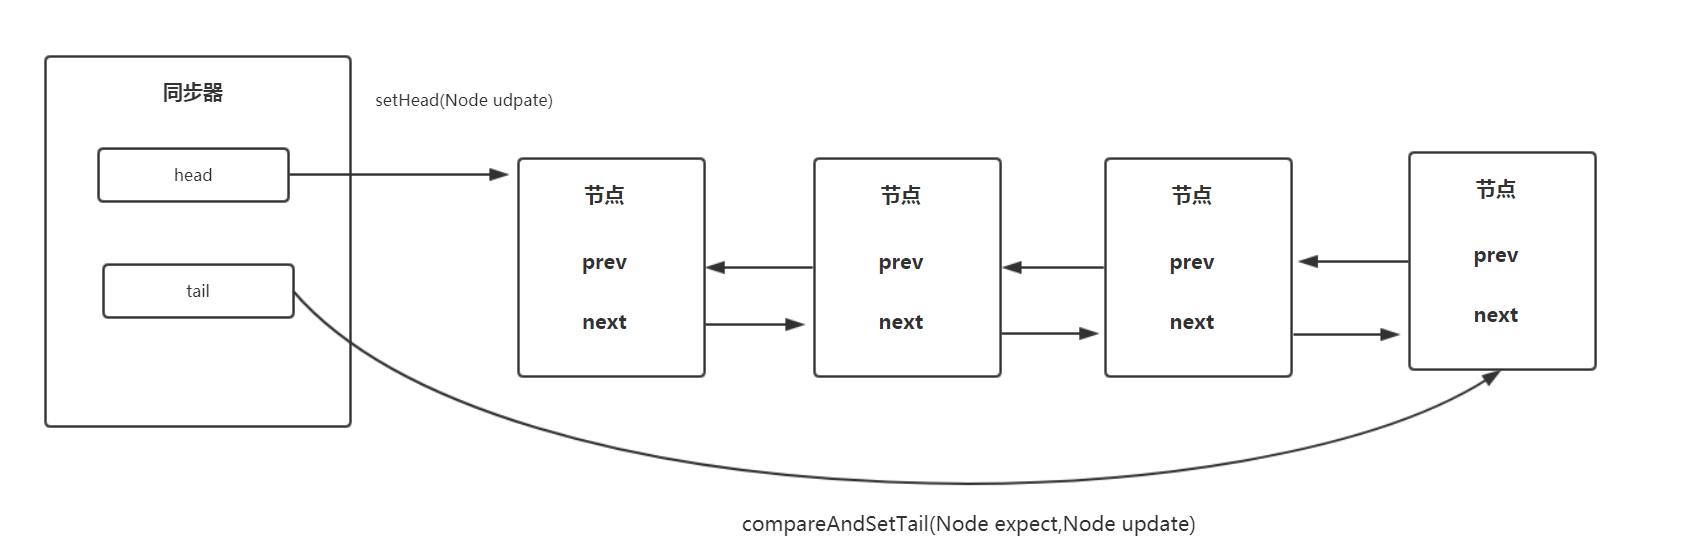 同步器
setHead(Node udpate)
head
tail
节点
prev
next
节点
prev
next
节点
prev
next
节点
prev
next
compareAndSetTail(Node expect,Node update)